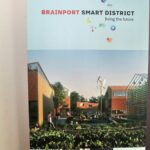 BRAINPORT SMART DISTRICT
living the future